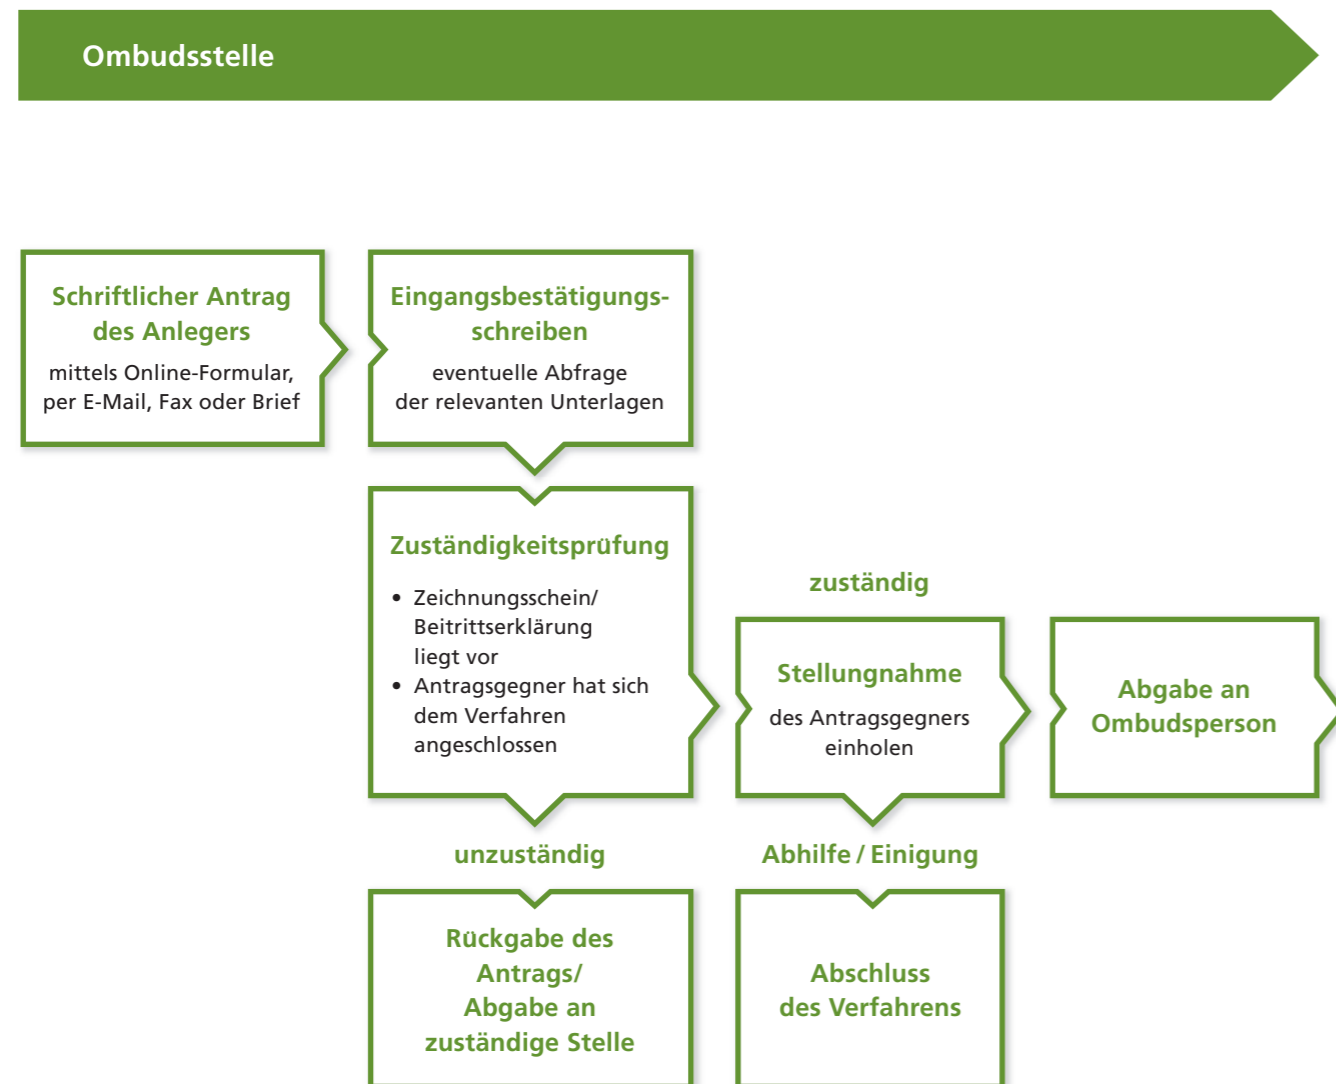 Ombudsstelle
Schriftlicher Antrag
des Anlegers
mittels Online-Formular,
per E-Mail, Fax oder Brief
Eingangsbestätigungs-
schreiben
eventuelle Abfrage
der relevanten Unterlagen
Zuständigkeitsprüfung
• Zeichnungsschein/
Beitrittserklärung
liegt vor
• Antragsgegner hat sich
dem Verfahren
angeschlossen
zuständig
Stellungnahme
des Antragsgegners
einholen
Abgabe an
Ombudsperson
unzuständig
Rückgabe des
Antrags/
Abgabe an
zuständige Stelle
Abhilfe / Einigung
Abschluss
des Verfahrens